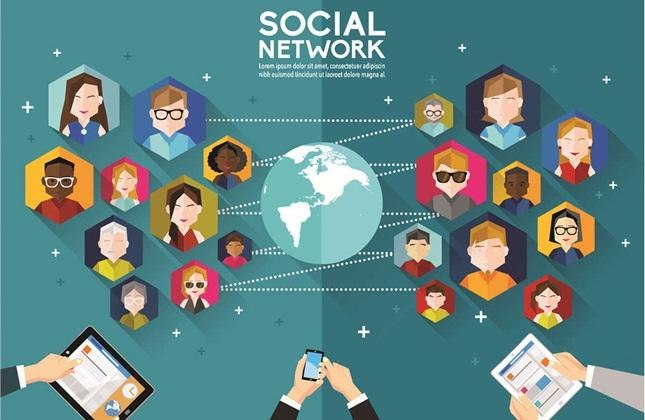 SOCIAL
NETWORK
Lorem ipsum dolor sit amet, consectetuer adipiscin
nibh euismod tincidunt ut laoreet dolore magna al.